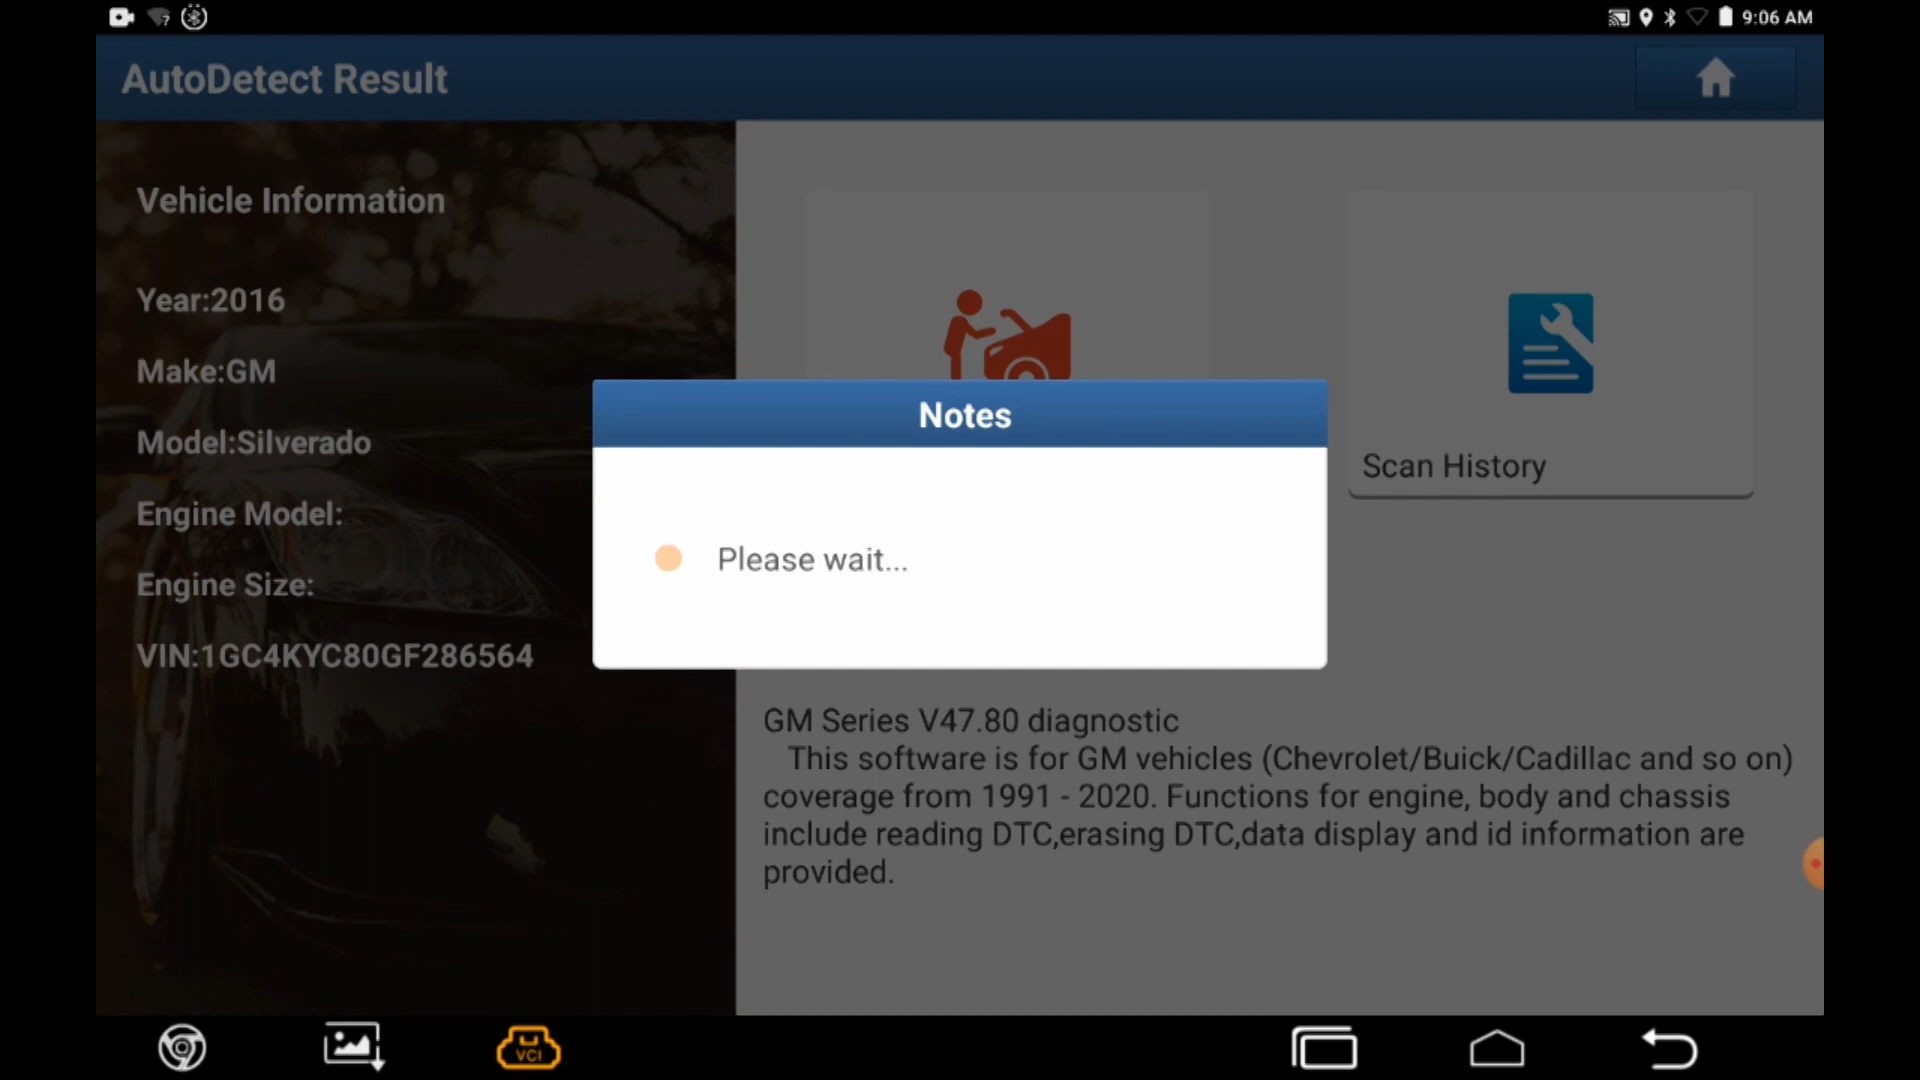 9:06 AM
AutoDetect Result
Vehicle Information
Year:2016
Make:GM
Model:Silverado
Engine Model:
Engine Size:
VIN:1GC4KYC80GF286564
Scan History
Notes
Please wait...
GM Series V47.80 diagnostic
This software is for GM vehicles (Chevrolet/Buick/Cadillac and so on)
coverage from 1991 - 2020. Functions for engine, body and chassis
include reading DTC,erasing DTC,data display and id information are
provided.
VCI